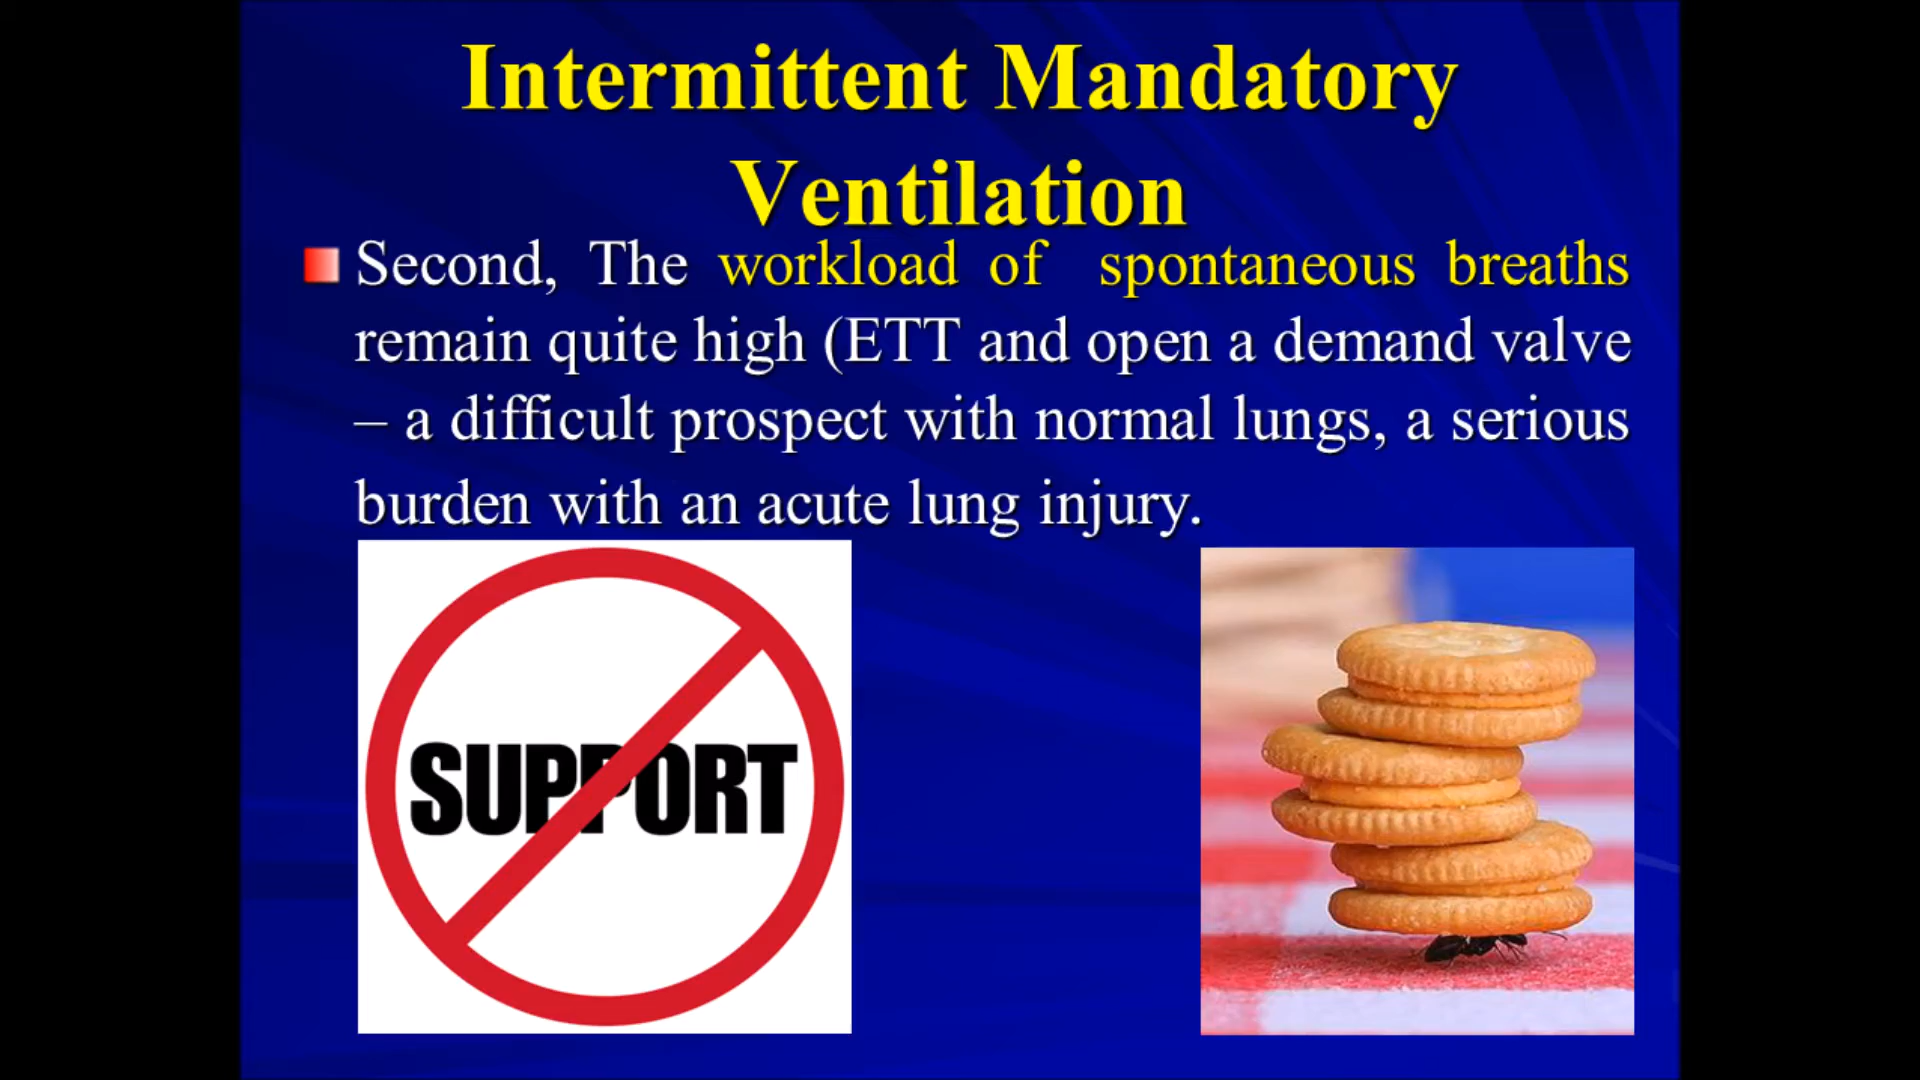 Intermittent Mandatory
Ventilation
Second, The workload of spontaneous breaths
remain quite high (ETT and open a demand valve
– a difficult prospect with normal lungs, a serious
burden with an acute lung injury.
SUPPORT